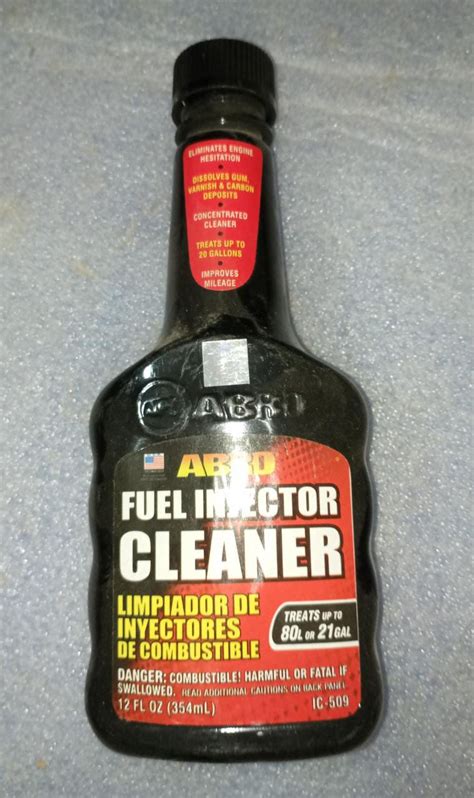 ELIMINATES ENGINE
HESITATION
•
DISSOLVES GUM,
VARNISH & CARBON
DEPOSITS
•
CONCENTRATED
CLEANER
•
TREATS UP TO
20 GALLONS
•
IMPROVES
MILEAGE
ABRO
ABRO
FUEL INJECTOR
CLEANER
LIMPIADOR DE
INYECTORES
DE COMBUSTIBLE
TREATS UP TO
80L OR 21GAL
DANGER: COMBUSTIBLE! HARMFUL OR FATAL IF
SWALLOWED. READ ADDITIONAL CAUTIONS ON BACK PANEL
12 FL OZ (354mL) IC-509